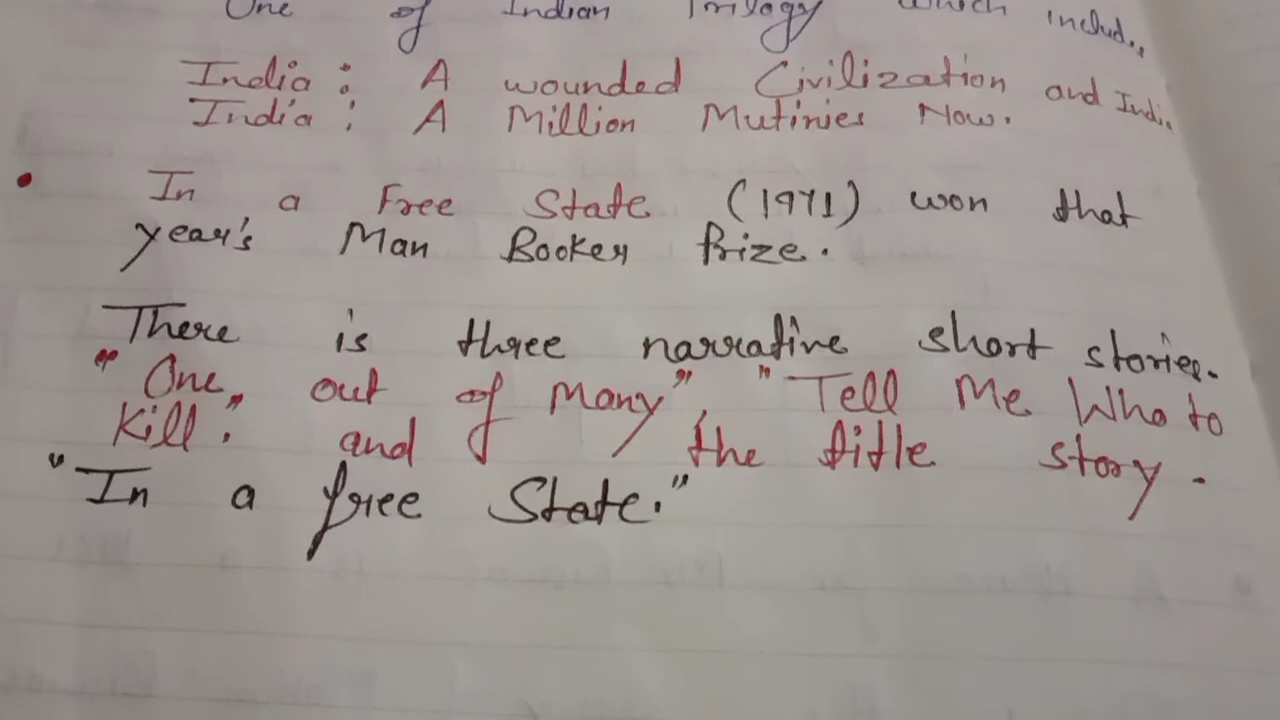 One of Indian Trilogy which includ
India: A wounded Civilization and Indi
India: A Million Mutinies Now.
• In a Free State (1971) won that
year's Man Booker Prize.
There is three narrative short stories.
"One out of Many", "Tell Me Who to
Kill". and the title story.
"In a free State."